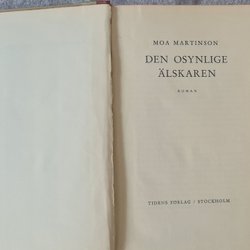 MOA MARTINSON
DEN OSYNLIGE
ÄLSKAREN
ROMAN
TIDENS FÖRLAG / STOCKHOLM